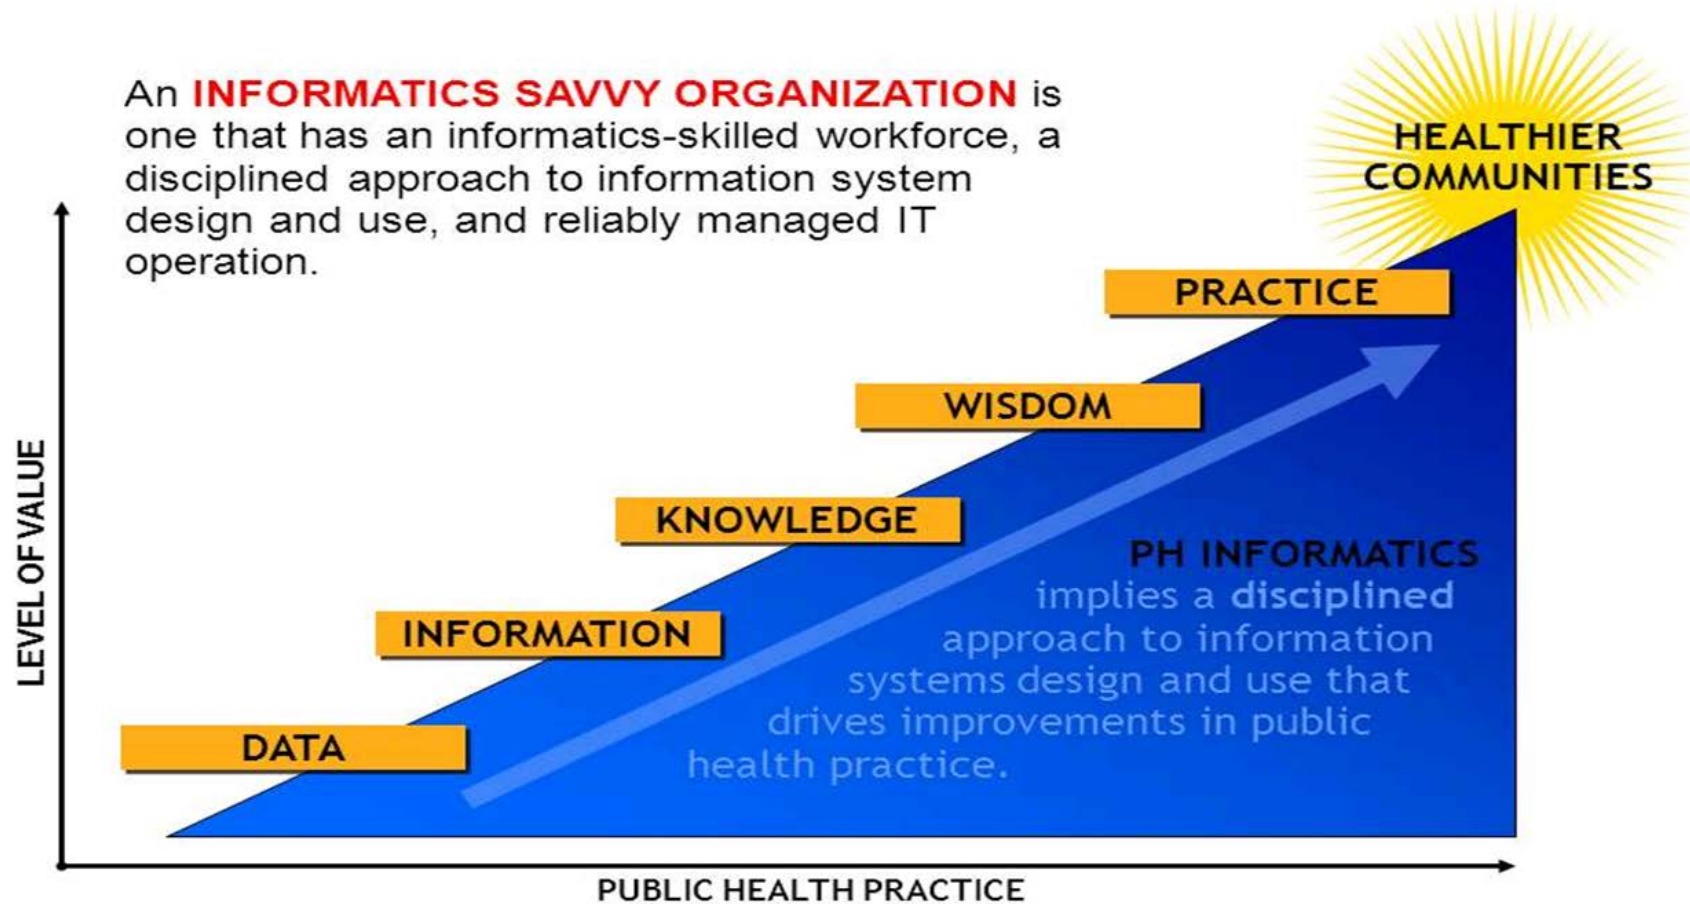 An INFORMATICS SAVVY ORGANIZATION is
one that has an informatics-skilled workforce, a
disciplined approach to information system
design and use, and reliably managed IT
operation.
HEALTHIER
COMMUNITIES
PRACTICE
WISDOM
KNOWLEDGE
INFORMATION
DATA
PH INFORMATICS
implies a disciplined
approach to information
systems design and use that
drives improvements in public
health practice.
LEVEL OF VALUE
PUBLIC HEALTH PRACTICE